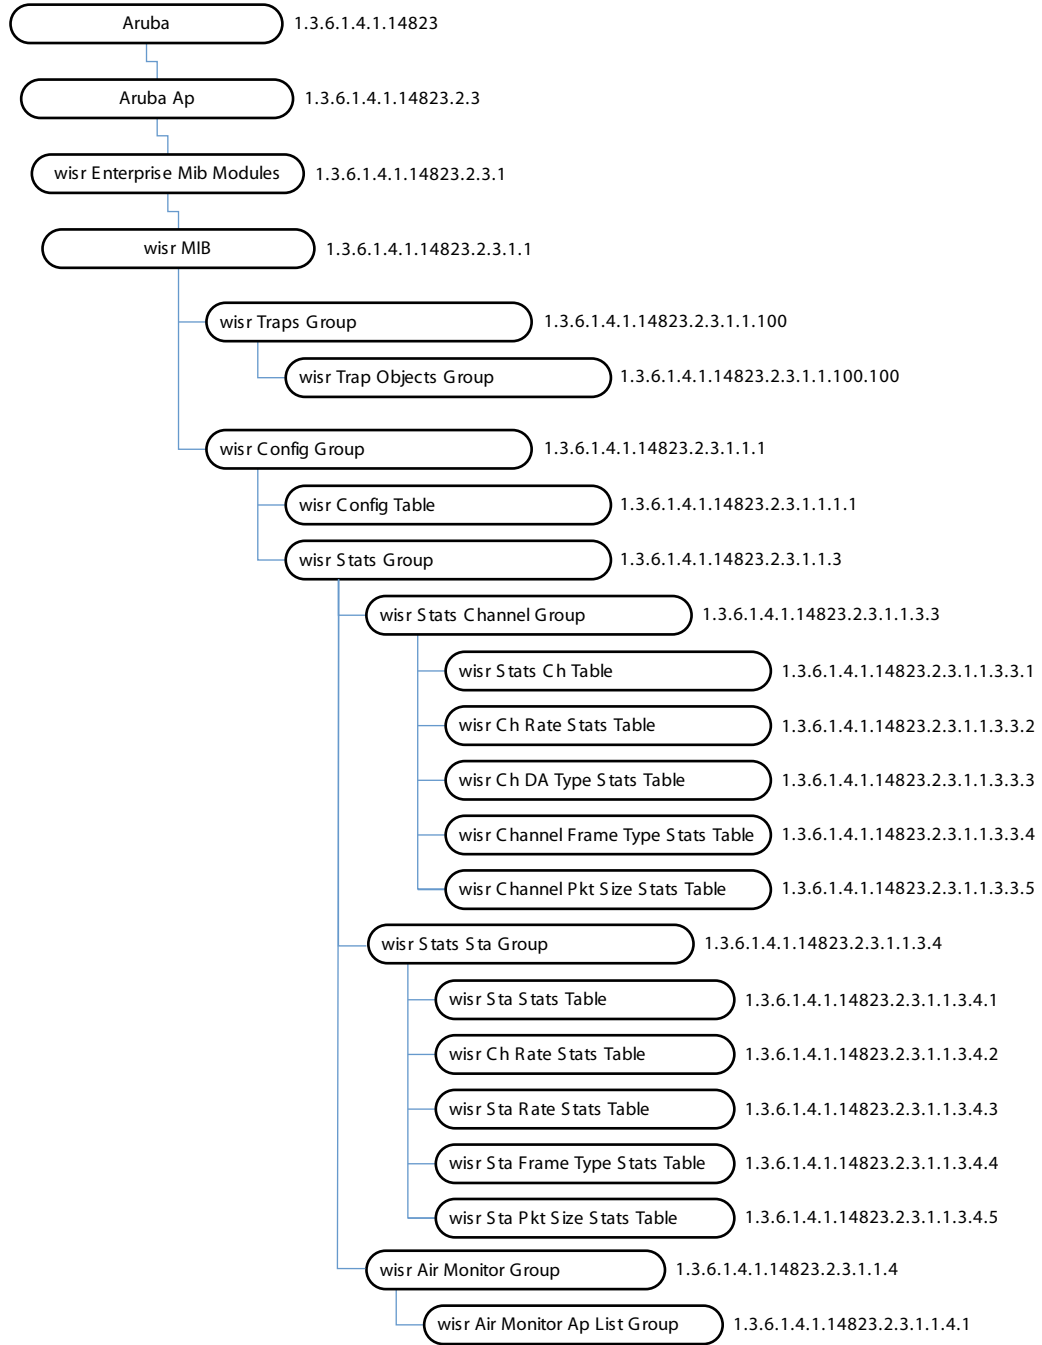 Aruba 1.3.6.1.4.1.14823
Aruba Ap 1.3.6.1.4.1.14823.2.3
wisr Enterprise Mib Modules 1.3.6.1.4.1.14823.2.3.1
wisr MIB 1.3.6.1.4.1.14823.2.3.1.1
wisr Traps Group 1.3.6.1.4.1.14823.2.3.1.1.100
wisr Trap Objects Group 1.3.6.1.4.1.14823.2.3.1.1.100.100
wisr Config Group 1.3.6.1.4.1.14823.2.3.1.1.1
wisr Config Table 1.3.6.1.4.1.14823.2.3.1.1.1.1
wisr Stats Group 1.3.6.1.4.1.14823.2.3.1.1.3
wisr Stats Channel Group 1.3.6.1.4.1.14823.2.3.1.1.3.3
wisr Stats Ch Table 1.3.6.1.4.1.14823.2.3.1.1.3.3.1
wisr Ch Rate Stats Table 1.3.6.1.4.1.14823.2.3.1.1.3.3.2
wisr Ch DA Type Stats Table 1.3.6.1.4.1.14823.2.3.1.1.3.3.3
wisr Channel Frame Type Stats Table 1.3.6.1.4.1.14823.2.3.1.1.3.3.4
wisr Channel Pkt Size Stats Table 1.3.6.1.4.1.14823.2.3.1.1.3.3.5
wisr Stats Sta Group 1.3.6.1.4.1.14823.2.3.1.1.3.4
wisr Sta Stats Table 1.3.6.1.4.1.14823.2.3.1.1.3.4.1
wisr Ch Rate Stats Table 1.3.6.1.4.1.14823.2.3.1.1.3.4.2
wisr Sta Rate Stats Table 1.3.6.1.4.1.14823.2.3.1.1.3.4.3
wisr Sta Frame Type Stats Table 1.3.6.1.4.1.14823.2.3.1.1.3.4.4
wisr Sta Pkt Size Stats Table 1.3.6.1.4.1.14823.2.3.1.1.3.4.5
wisr Air Monitor Group 1.3.6.1.4.1.14823.2.3.1.1.4
wisr Air Monitor Ap List Group 1.3.6.1.4.1.14823.2.3.1.1.4.1